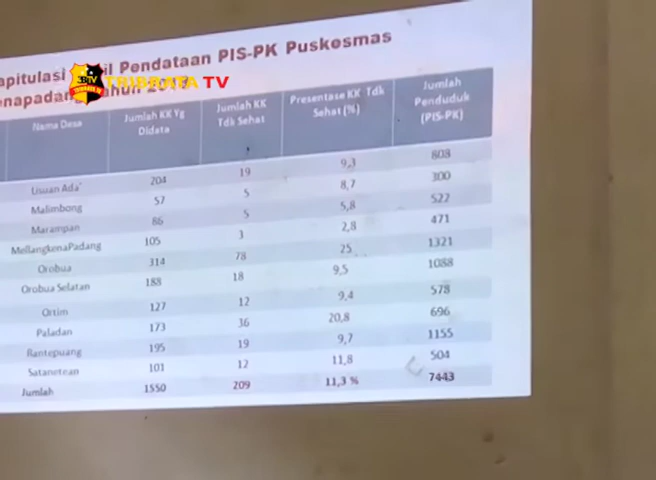 apitulasi Pendataan PIS-PK Puskesmas
enapadang
TRIBRATA TV
Nama Desa Jumlah KK Yg Didata Jumlah KK Tdk Sehat Presentase KK Tdk Sehat (%) Jumlah Penduduk (PIS-PK)
Lisuan Ada' 204 19 9,3 808
Malimbong 57 5 8,7 300
Marampan 86 5 5,8 522
MellangkenaPadang 105 3 2,8 471
Orobua 314 78 25 1321
Orobua Selatan 188 18 9,5 1088
Ortim 127 12 9,4 578
Paladan 173 36 20,8 696
Rantepuang 195 19 9,7 1155
Satanetean 101 12 11,8 504
Jumlah 1550 209 11,3 % 7443